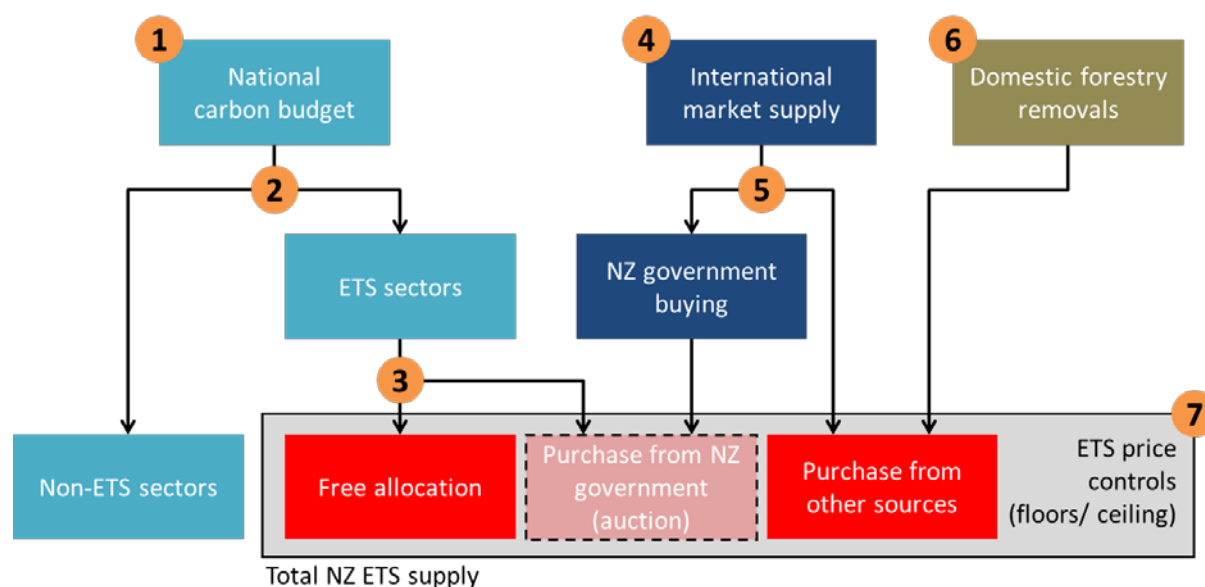 1
National
carbon budget
4
International
market supply
6
Domestic forestry
removals
2
5
ETS sectors
NZ government
buying
3
7
Non-ETS sectors
Free allocation
Purchase from NZ
government
(auction)
Purchase from
other sources
ETS price
controls
(floors/ ceiling)
Total NZ ETS supply